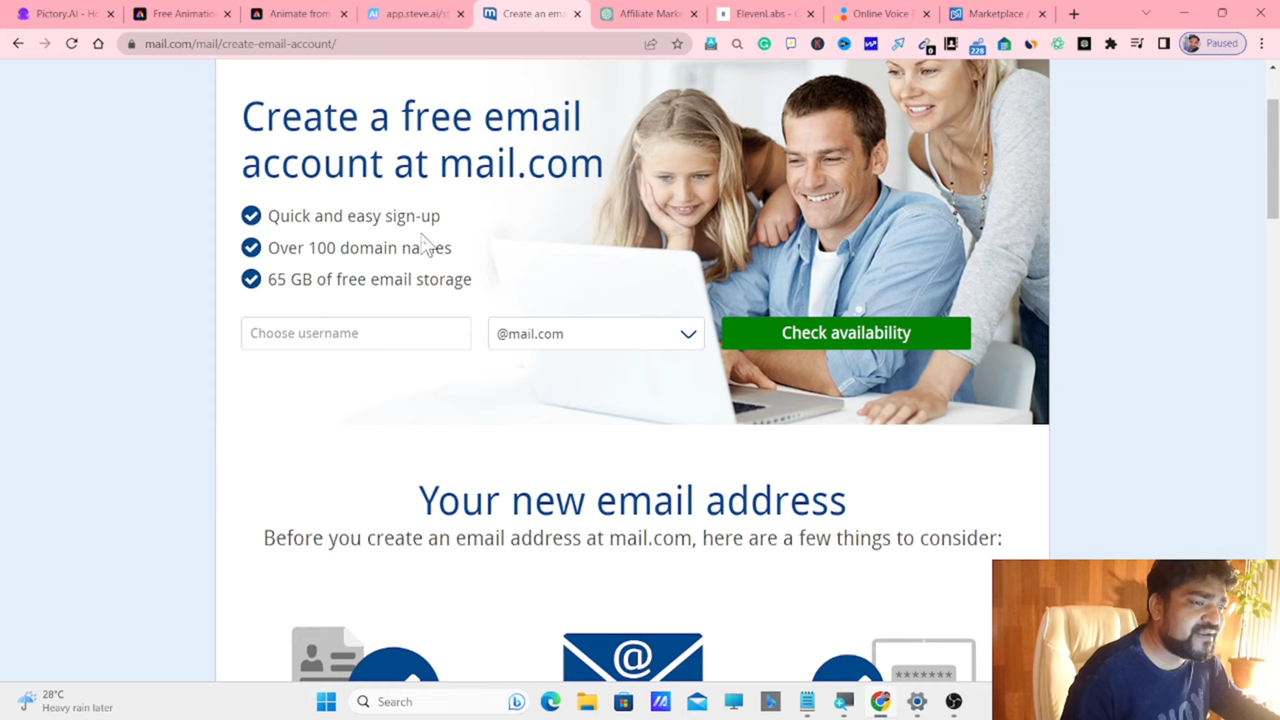 Pictory.AI - Ho
Free Animatio
Animate from
app.steve.ai/s
Create an ema
Affiliate Mark
ElevenLabs - G
Online Voice R
Marketplace /
mail.com/mail/create-email-account/
0
228
Paused
Create a free email
account at mail.com
Quick and easy sign-up
Over 100 domain names
65 GB of free email storage
Choose username
@mail.com
Check availability
Your new email address
Before you create an email address at mail.com, here are a few things to consider:
@
*******
28°C
Heavy rain later
Search